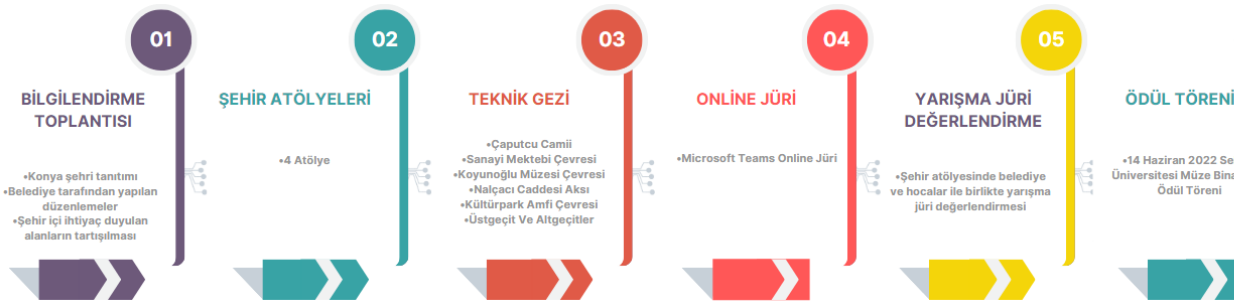 01
BİLGİLENDİRME
TOPLANTISI
•Konya şehri tanıtımı
•Belediye tarafından yapılan
düzenlemeler
•Şehir içi ihtiyaç duyulan
alanların tartışılması
02
ŞEHİR ATÖLYELERİ
•4 Atölye
03
TEKNİK GEZİ
•Çaputcu Camii
•Sanayi Mektebi Çevresi
•Koyunoğlu Müzesi Çevresi
•Nalçacı Caddesi Aksı
•Kültürpark Amfi Çevresi
•Üstgeçit Ve Altgeçitler
04
ONLİNE JÜRİ
•Microsoft Teams Online Jüri
05
YARIŞMA JÜRİ
DEĞERLENDİRME
•Şehir atölyesinde belediye
ve hocalar ile birlikte yarışma
jüri değerlendirmesi
ÖDÜL TÖRENİ
•14 Haziran 2022
Üniversitesi Müze
Ödül Töreni